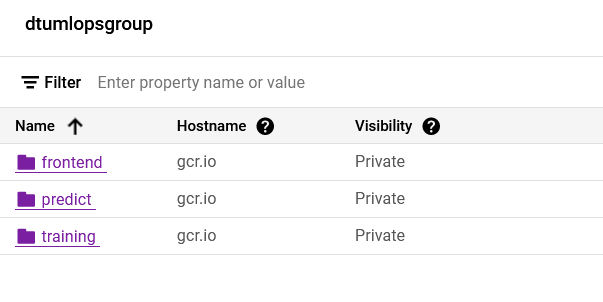 dtumlopsgroup
Filter Enter property name or value
Name Hostname ? Visibility ?
frontend gcr.io Private
predict gcr.io Private
training gcr.io Private